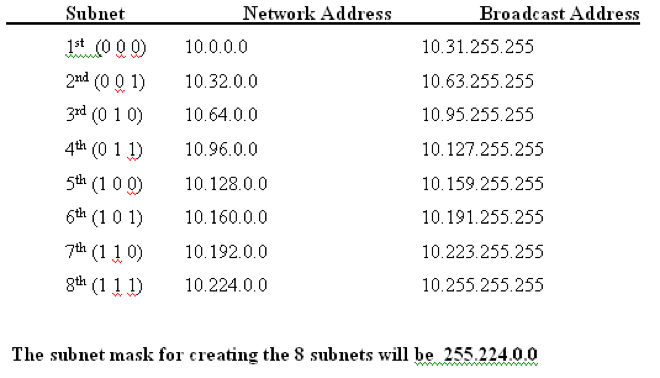 Subnet Network Address Broadcast Address
1st (0 0 0) 10.0.0.0 10.31.255.255
2nd (0 0 1) 10.32.0.0 10.63.255.255
3rd (0 1 0) 10.64.0.0 10.95.255.255
4th (0 1 1) 10.96.0.0 10.127.255.255
5th (1 0 0) 10.128.0.0 10.159.255.255
6th (1 0 1) 10.160.0.0 10.191.255.255
7th (1 1 0) 10.192.0.0 10.223.255.255
8th (1 1 1) 10.224.0.0 10.255.255.255
The subnet mask for creating the 8 subnets will be 255.224.0.0